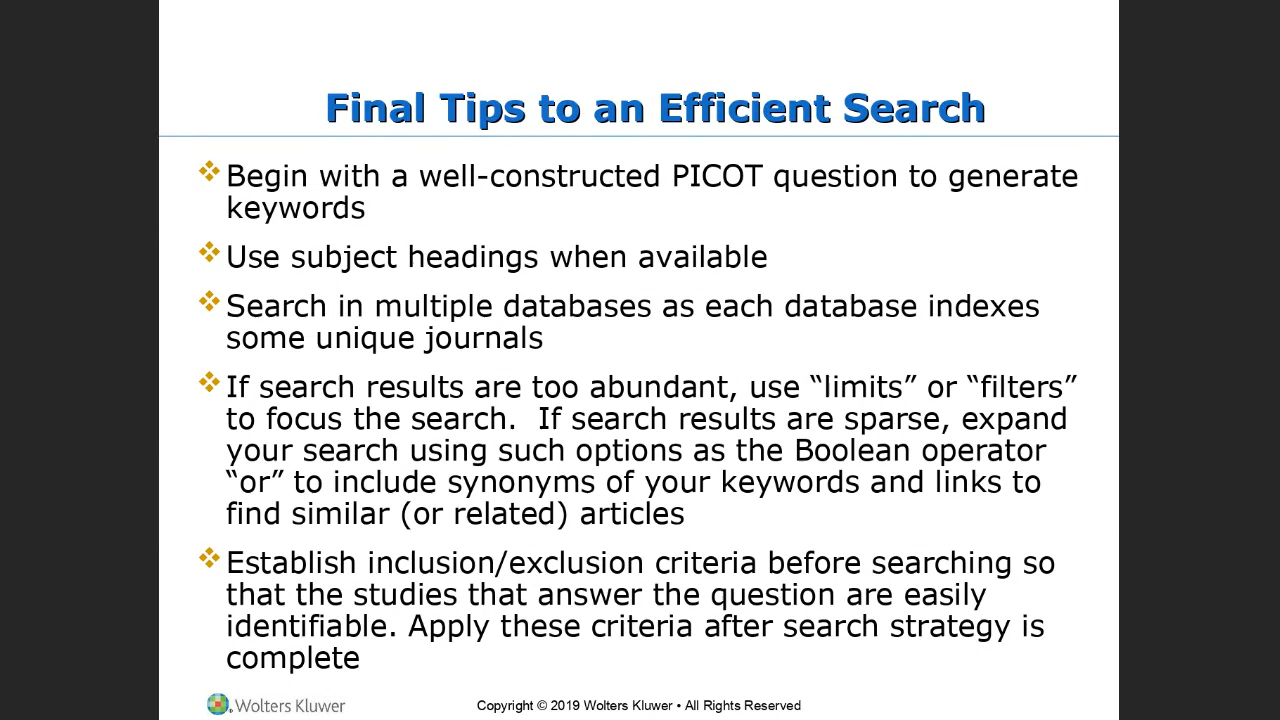 Final Tips to an Efficient Search
Begin with a well-constructed PICOT question to generate
keywords
Use subject headings when available
Search in multiple databases as each database indexes
some unique journals
If search results are too abundant, use “limits” or “filters”
to focus the search.  If search results are sparse, expand
your search using such options as the Boolean operator
“or” to include synonyms of your keywords and links to
find similar (or related) articles
Establish inclusion/exclusion criteria before searching so
that the studies that answer the question are easily
identifiable. Apply these criteria after search strategy is
complete
Wolters Kluwer
Copyright © 2019 Wolters Kluwer • All Rights Reserved